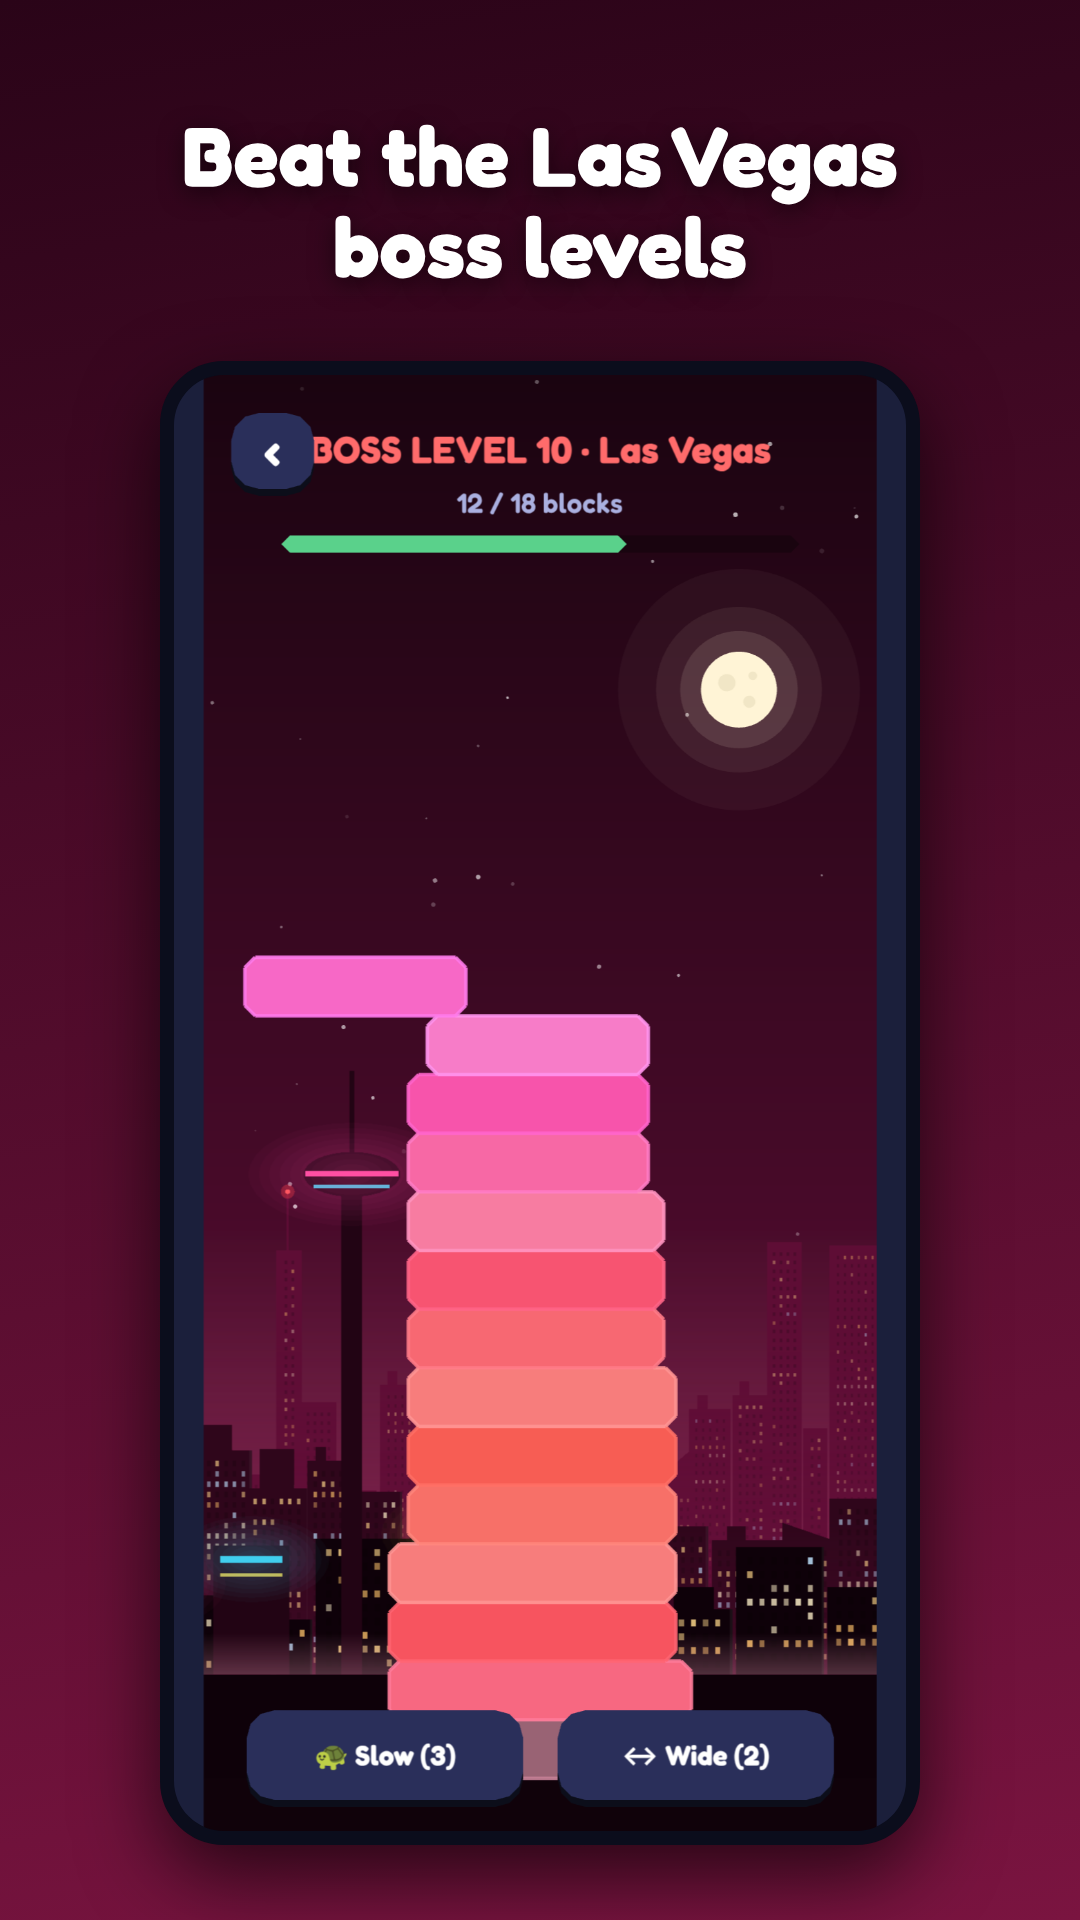 Beat the Las Vegas
boss levels
BOSS LEVEL 10 · Las Vegas
12 / 18 blocks
Slow (3)
Wide (2)